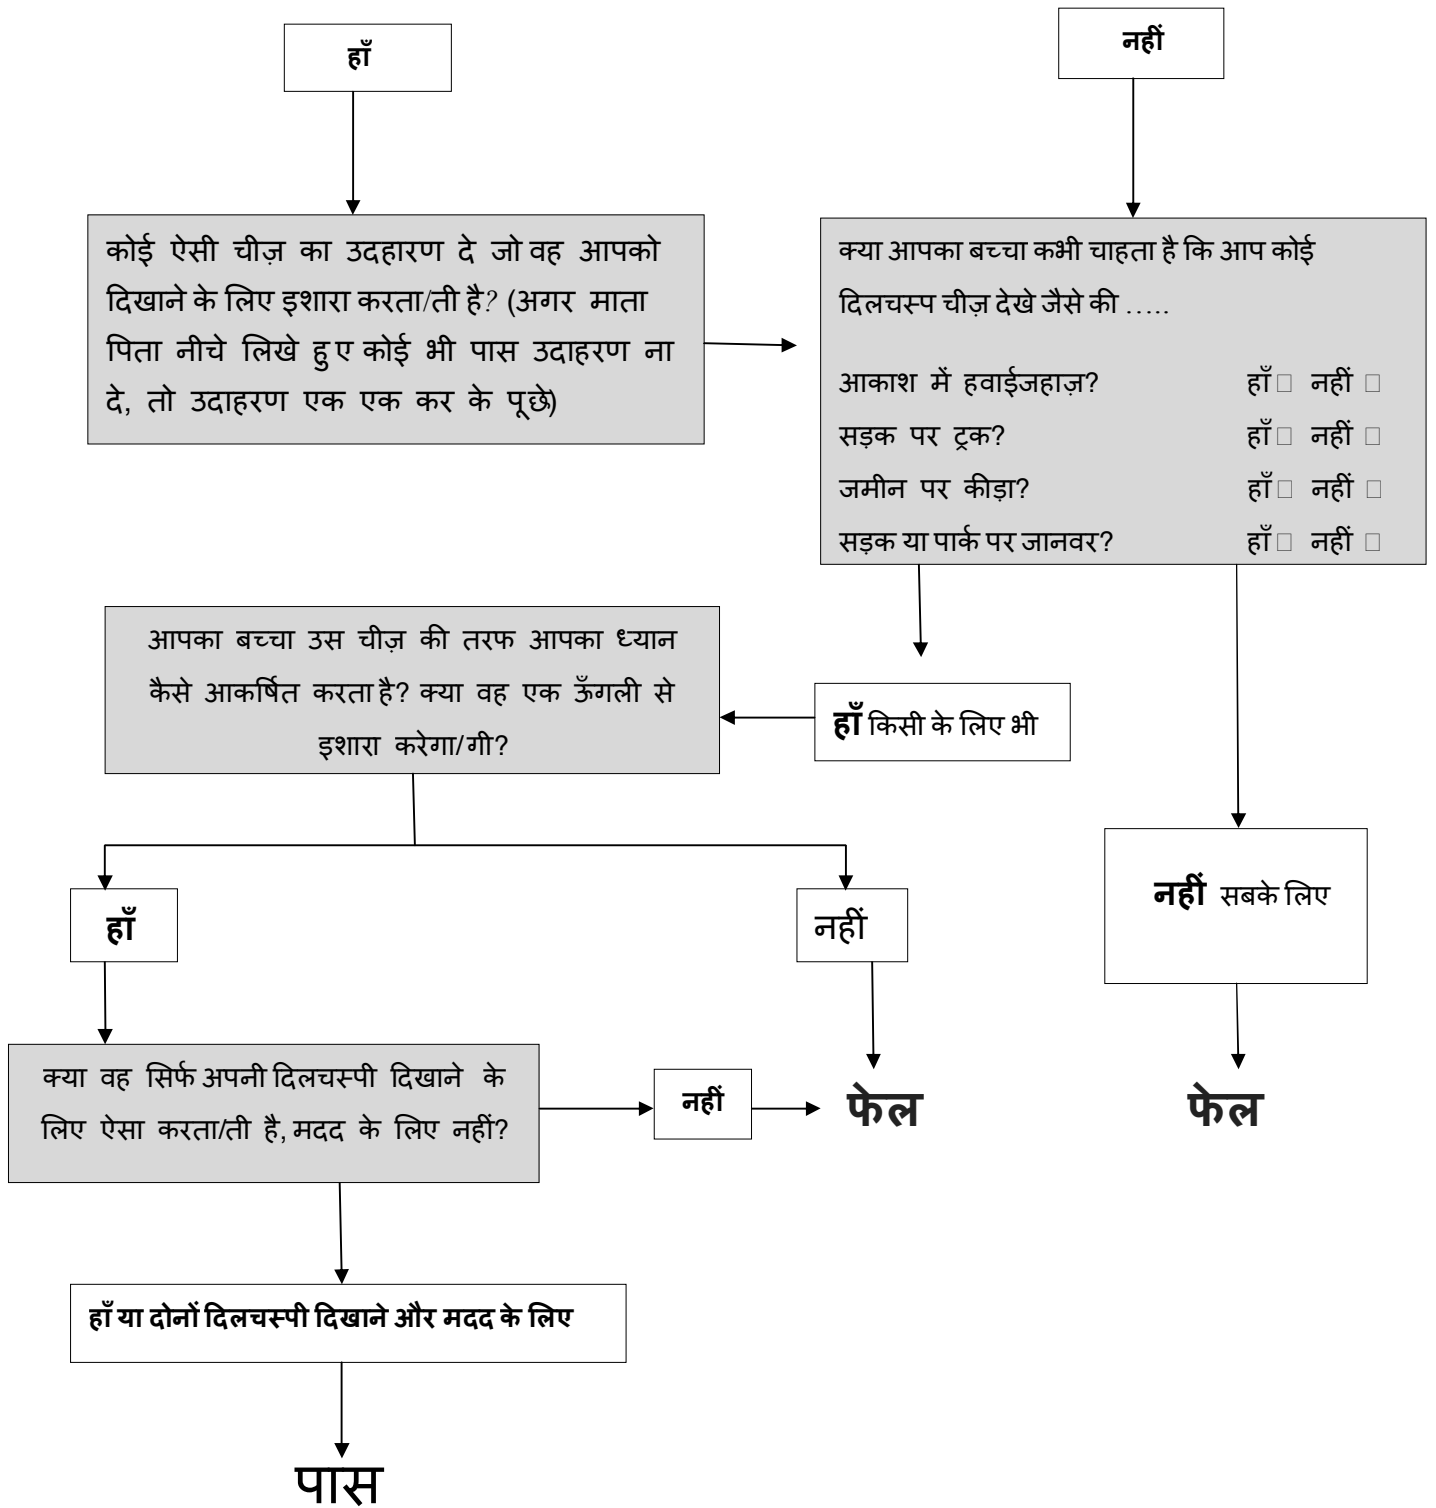 हाँ
नहीं
कोई ऐसी चीज़ का उदहारण दे जो वह आपको
दिखाने के लिए इशारा करता/ती है? (अगर माता
पिता नीचे लिखे हुए कोई भी पास उदाहरण ना
दे, तो उदाहरण एक एक कर के पूछे)
क्या आपका बच्चा कभी चाहता है कि आप कोई
दिलचस्प चीज़ देखे जैसे की …..
आकाश में हवाईजहाज़? हाँ □ नहीं □
सड़क पर ट्रक? हाँ □ नहीं □
जमीन पर कीड़ा? हाँ □ नहीं □
सड़क या पार्क पर जानवर? हाँ □ नहीं □
आपका बच्चा उस चीज़ की तरफ आपका ध्यान
कैसे आकर्षित करता है? क्या वह एक ऊँगली से
इशारा करेगा/गी?
हाँ किसी के लिए भी
हाँ
नहीं
नहीं सबके लिए
क्या वह सिर्फ अपनी दिलचस्पी दिखाने के
लिए ऐसा करता/ती है, मदद के लिए नहीं?
नहीं
फेल
फेल
हाँ या दोनों दिलचस्पी दिखाने और मदद के लिए
पास